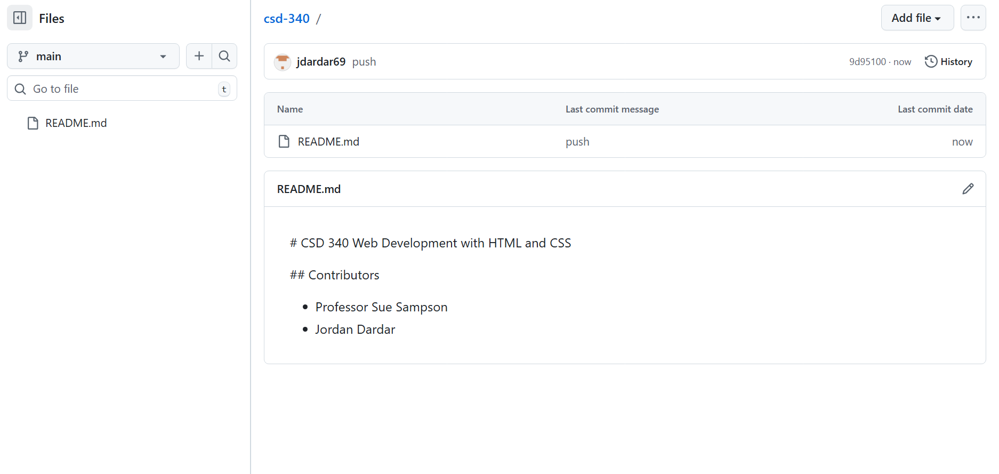 Files
main
Go to file t
README.md
csd-340 /
Add file
jdardar69 push 9d95100 · now History
Name Last commit message Last commit date
README.md push now
README.md
# CSD 340 Web Development with HTML and CSS
## Contributors
• Professor Sue Sampson
• Jordan Dardar